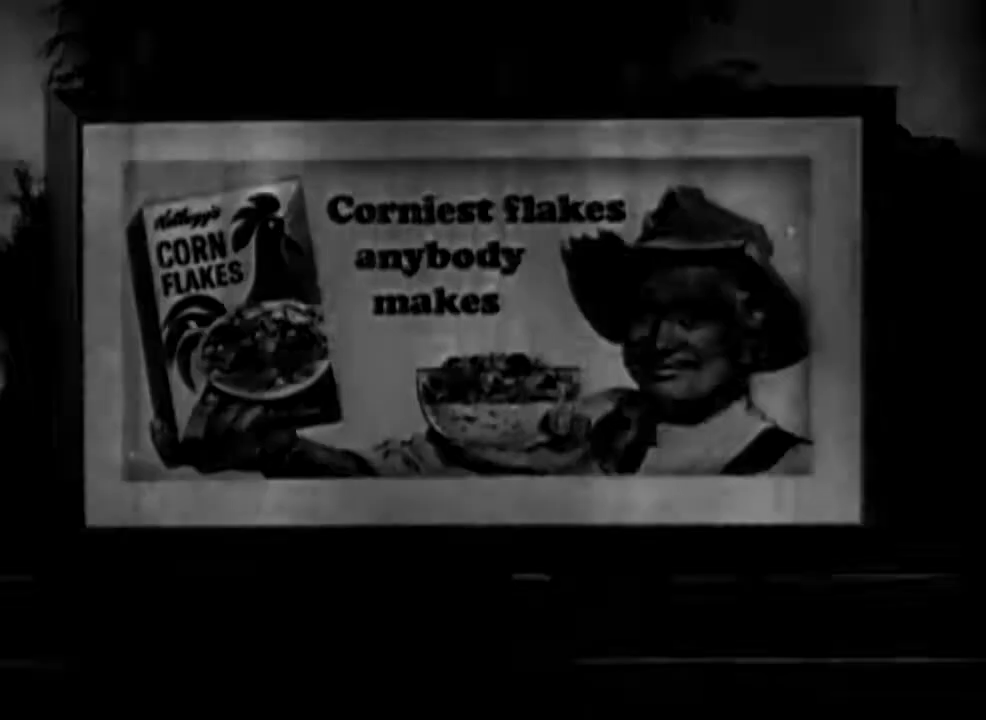 Kellogg's
CORN
FLAKES
Corniest flakes
anybody
makes